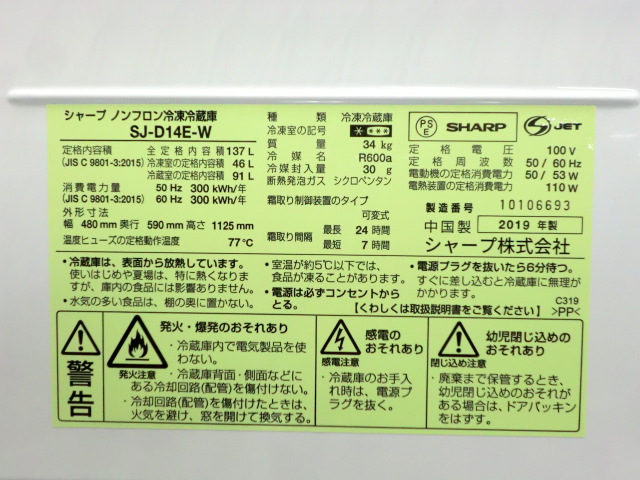 シャープ ノンフロン冷凍冷蔵庫
SJ-D14E-W
定格内容積 全定格内容積 137 L
(JIS C 9801-3:2015) 冷凍室の定格内容積 46 L
冷蔵室の定格内容積 91 L
消費電力量 50 Hz 300 kWh/年
(JIS C 9801-3:2015) 60 Hz 300 kWh/年
外形寸法
幅 480 mm 奥行 590 mm 高さ 1125 mm
温度ヒューズの定格動作温度 77℃
種類 冷凍冷蔵庫
冷凍室の記号 * ***
質量 34 kg
冷媒 R600a
冷媒封入量 30 g
断熱発泡ガス シクロペンタン
霜取り制御装置のタイプ
可変式
霜取り間隔 最長 24 時間
最短 7 時間
PS
E
SHARP
JET
定格電圧 100 V
定格周波数 50/ 60 Hz
電動機の定格消費電力 50/ 53 W
電熱装置の定格消費電力 110 W
製造番号 10106693
中国製 2019 年製
シャープ株式会社
・冷蔵庫は、表面から放熱しています。
使いはじめや夏場は、特に熱くなります
が、庫内の食品には影響ありません。
・水気の多い食品は、棚の奥に置かない。
・室温が約5℃以下では、
食品が凍ることがあります。
・電源は必ずコンセントから
とる。
・電源プラグを抜いたら6分待つ。
すぐに差し込むと冷蔵庫に無理が
かかります。
【くわしくは取扱説明書をご覧ください】
C319
>PP<
警告
発火・爆発のおそれあり
発火注意
・冷蔵庫内で電気製品を使
わない。
・冷蔵庫背面・側面などに
ある冷却回路(配管)を傷付けない。
・冷却回路(配管)を傷付けたときは、
火気を避け、窓を開けて換気する。
感電の
おそれあり
感電注意
・冷蔵庫のお手入
れ時は、電源プ
ラグを抜く。
幼児閉じ込めの
おそれあり
閉じ込め注意
・廃棄まで保管するとき、
幼児閉じ込めのおそれが
ある場合は、ドアパッキン
をはずす。